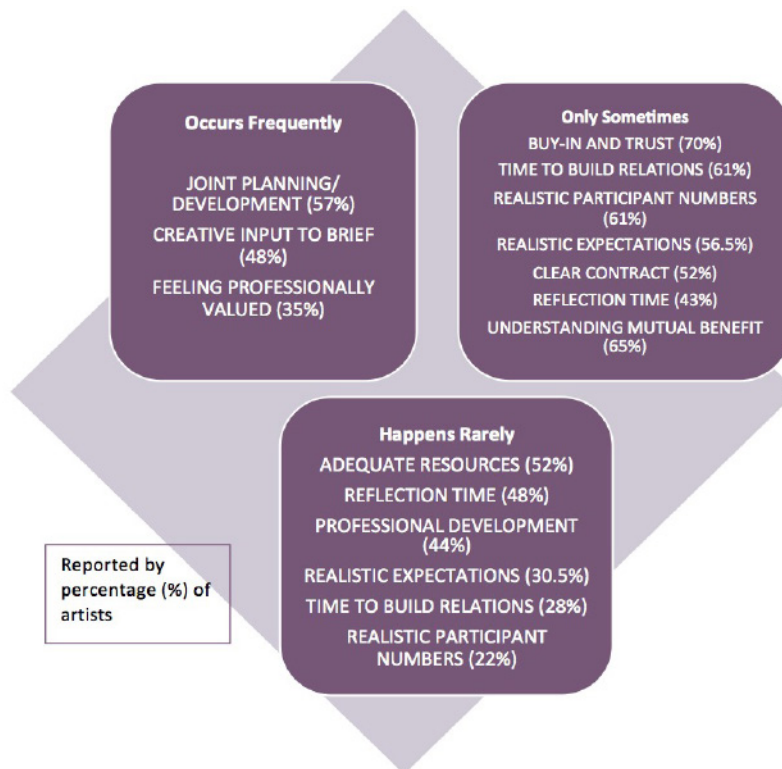 Occurs Frequently
JOINT PLANNING/
DEVELOPMENT (57%)
CREATIVE INPUT TO BRIEF
(48%)
FEELING PROFESSIONALLY
VALUED (35%)
Only Sometimes
BUY-IN AND TRUST (70%)
TIME TO BUILD RELATIONS (61%)
REALISTIC PARTICIPANT NUMBERS
(61%)
REALISTIC EXPECTATIONS (56.5%)
CLEAR CONTRACT (52%)
REFLECTION TIME (43%)
UNDERSTANDING MUTUAL BENEFIT
(65%)
Happens Rarely
ADEQUATE RESOURCES (52%)
REFLECTION TIME (48%)
PROFESSIONAL DEVELOPMENT
(44%)
REALISTIC EXPECTATIONS (30.5%)
TIME TO BUILD RELATIONS (28%)
REALISTIC PARTICIPANT
NUMBERS (22%)
Reported by
percentage (%) of
artists